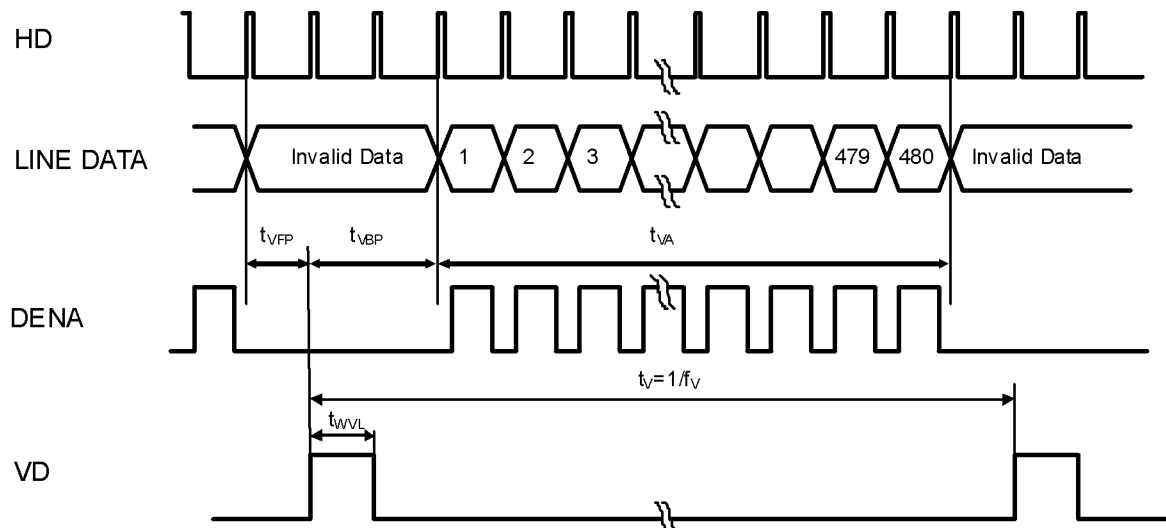 HD
LINE DATA
Invalid Data 1 2 3 479 480 Invalid Data
tVFP tVBP tVA
DENA
tV=1/fV
tWVL
VD